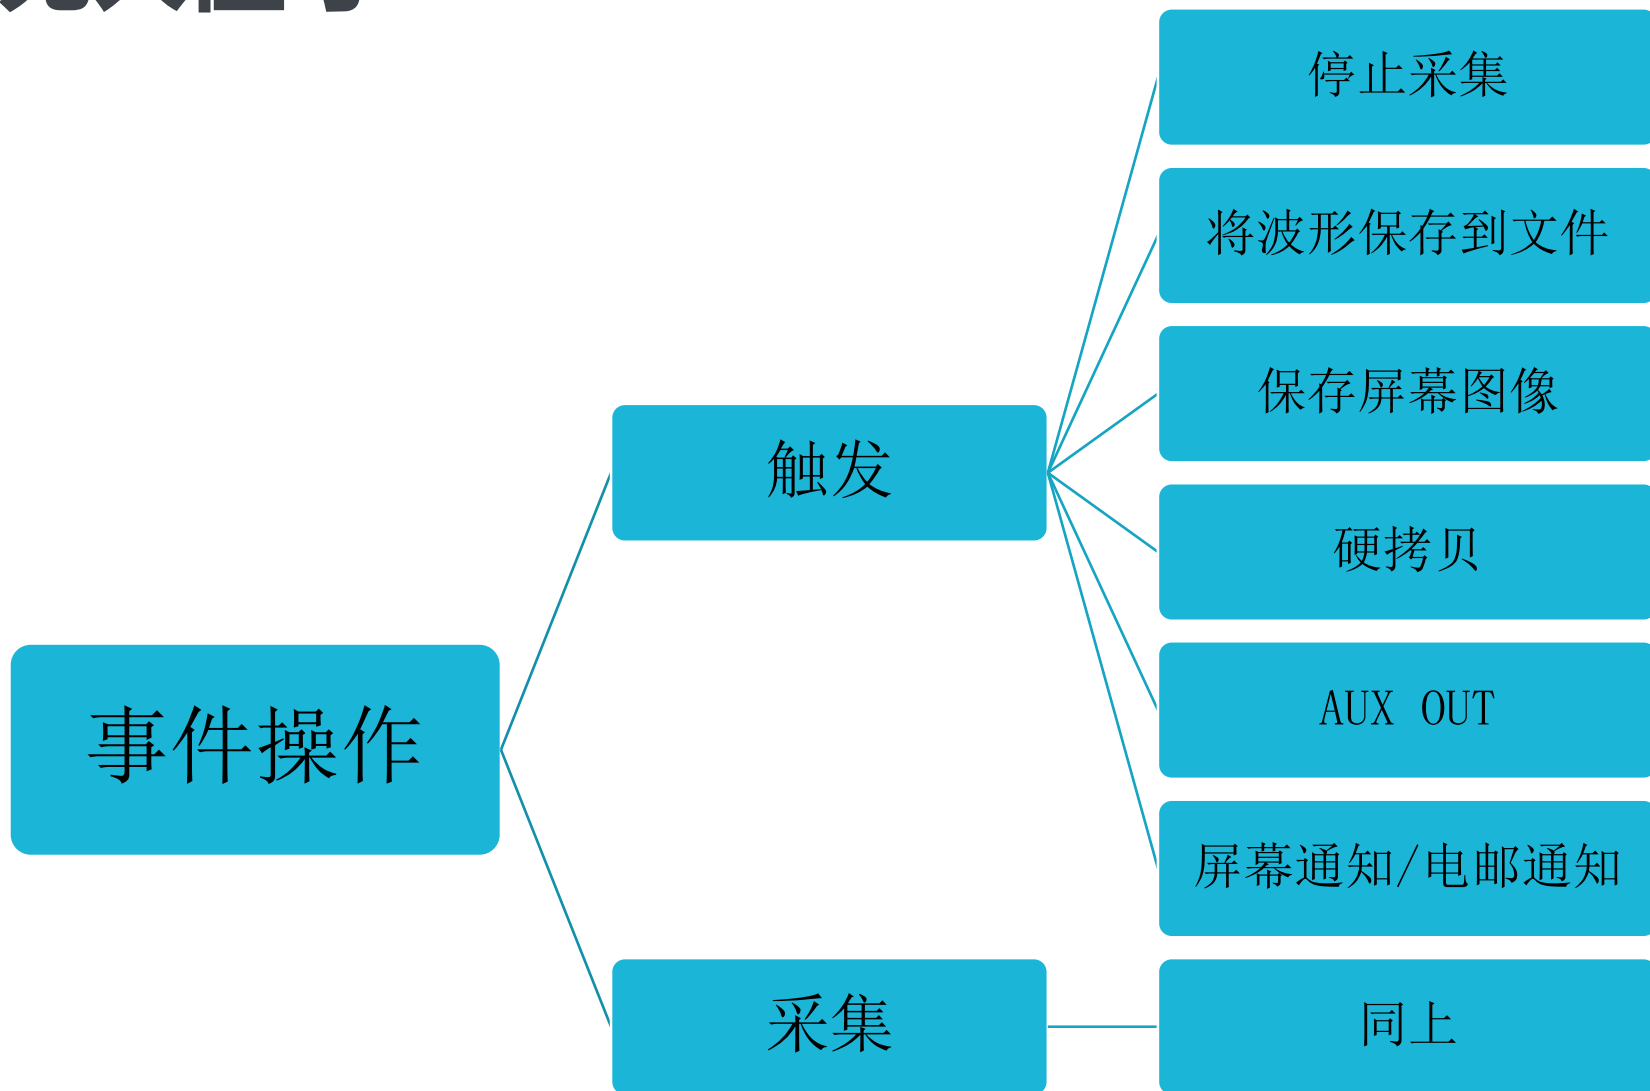 事件操作
触发
停止采集
将波形保存到文件
保存屏幕图像
硬拷贝
AUX OUT
屏幕通知/电邮通知
采集
同上